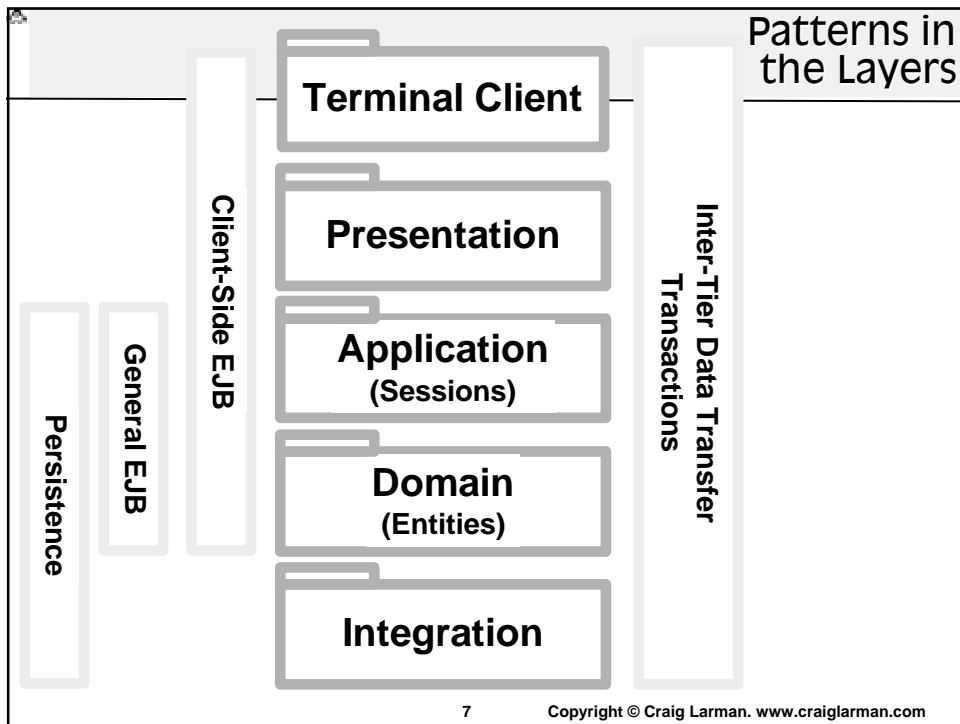 Patterns in
the Layers
Terminal Client
Presentation
Application
(Sessions)
Domain
(Entities)
Integration
Persistence
General EJB
Client-Side EJB
Inter-Tier Data Transfer
Transactions
7
Copyright © Craig Larman. www.craiglarman.com